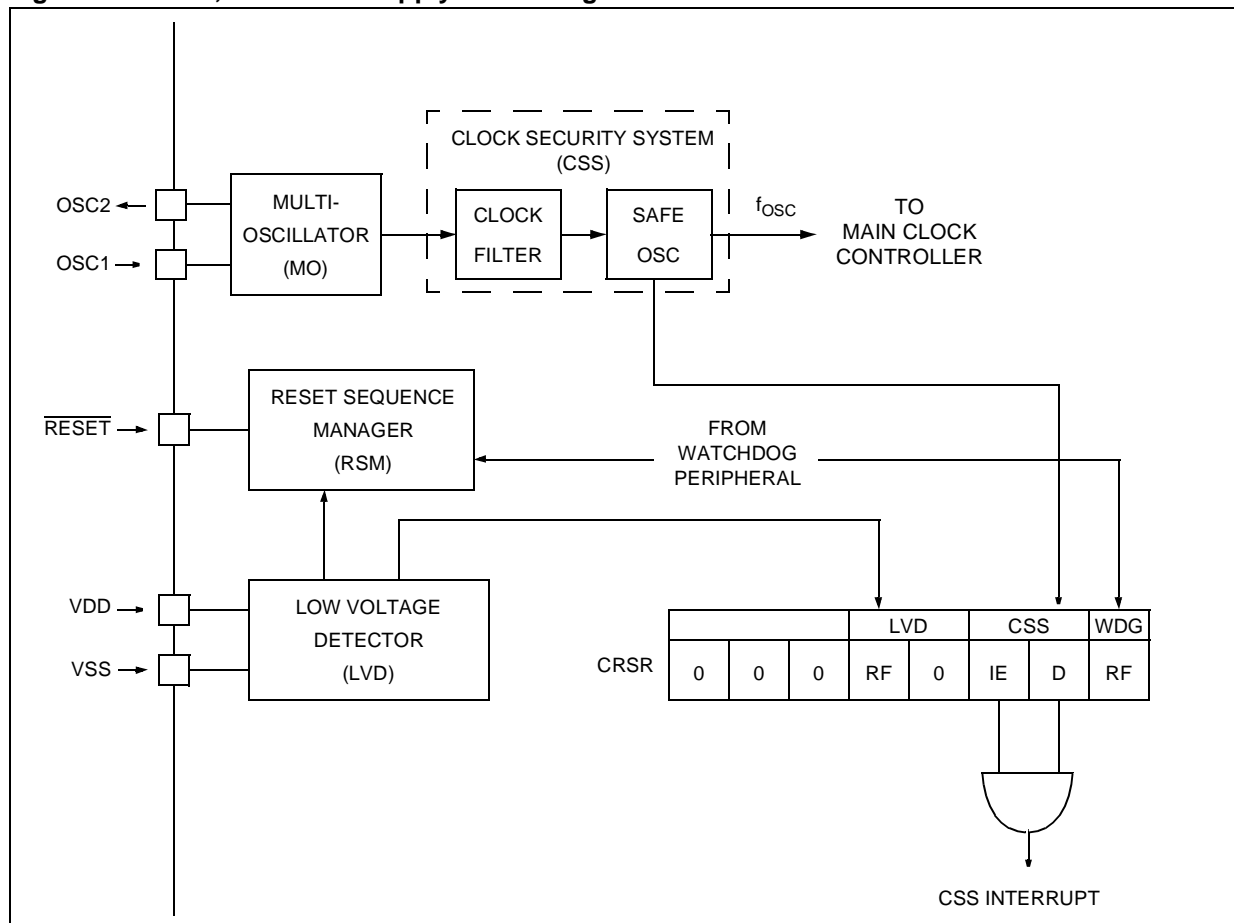 CLOCK SECURITY SYSTEM
(CSS)
OSC2
OSC1
MULTI-
OSCILLATOR
(MO)
CLOCK
FILTER
SAFE
OSC
fOSC
TO
MAIN CLOCK
CONTROLLER
RESET
RESET SEQUENCE
MANAGER
(RSM)
FROM
WATCHDOG
PERIPHERAL
VDD
VSS
LOW VOLTAGE
DETECTOR
(LVD)
LVD CSS WDG
CRSR 0 0 0 RF 0 IE D RF
CSS INTERRUPT